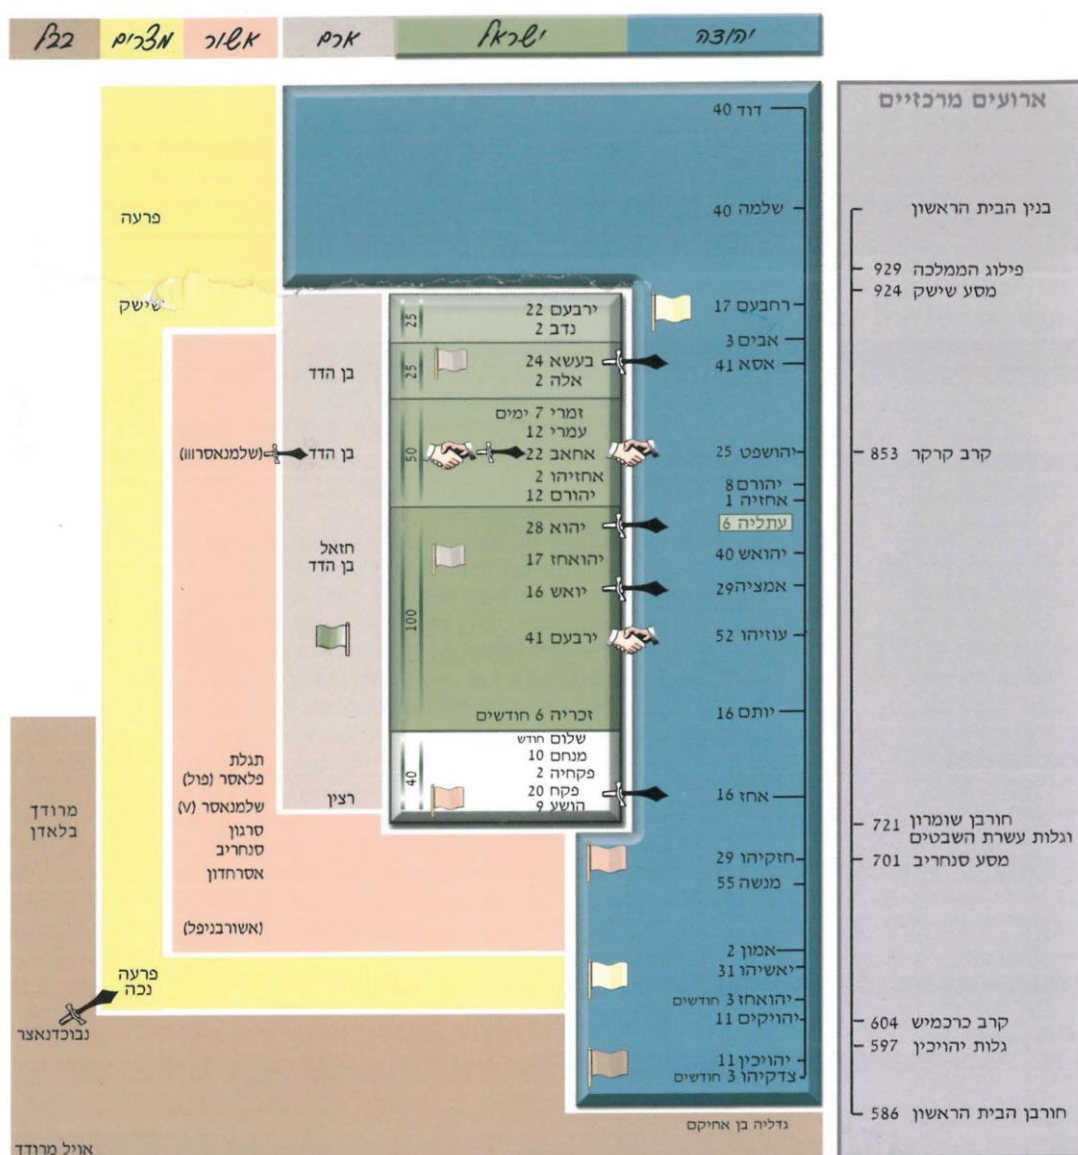 יהודה
ישראל
ארם
אשור
מצרים
בבל
ארועים מרכזיים
בנין הבית הראשון
929 פילוג הממלכה
924 מסע שישק
853 קרב קרקר
721 חורבן שומרון
וגלות עשרת השבטים
701 מסע סנחריב
604 קרב כרכמיש
597 גלות יהויכין
586 חורבן הבית הראשון
דוד 40
שלמה 40
רחבעם 17
אבים 3
אסא 41
יהושפט 25
יהורם 8
אחזיה 1
עתליה 6
יהואש 40
אמציה 29
עוזיהו 52
יותם 16
אחז 16
חזקיהו 29
מנשה 55
אמון 2
יאשיהו 31
יהואחז 3 חודשים
יהויקים 11
יהויכין 11
צדקיהו 3 חודשים
גדליה בן אחיקם
ירבעם 22
נדב 2
25
בעשא 24
אלה 2
25
זמרי 7 ימים
עמרי 12
אחאב 22
אחזיהו 2
יהורם 12
50
יהוא 28
יהואחז 17
יואש 16
ירבעם 41
זכריה 6 חודשים
100
שלום חודש
מנחם 10
פקחיה 2
פקח 20
הושע 9
40
בן הדד
בן הדד
חזאל
בן הדד
רצין
(שלמנאסרIII)
תגלת
פלאסר (פול)
שלמנאסר (V)
סרגון
סנחריב
אסרחדון
(אשורבניפל)
פרעה
שישק
פרעה
נכה
מרודך
בלאדן
נבוכדנאצר
אויל מרודך